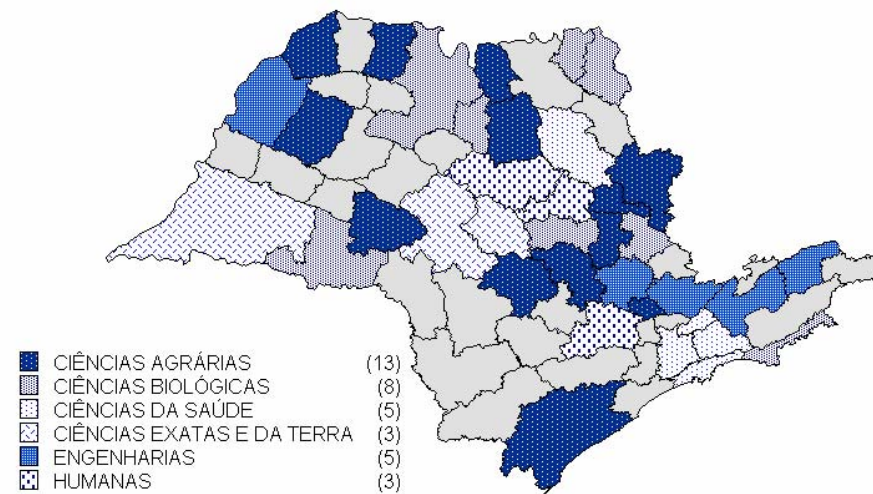 CIÊNCIAS AGRÁRIAS (13)
CIÊNCIAS BIOLÓGICAS (8)
CIÊNCIAS DA SAÚDE (5)
CIÊNCIAS EXATAS E DA TERRA (3)
ENGENHARIAS (5)
HUMANAS (3)